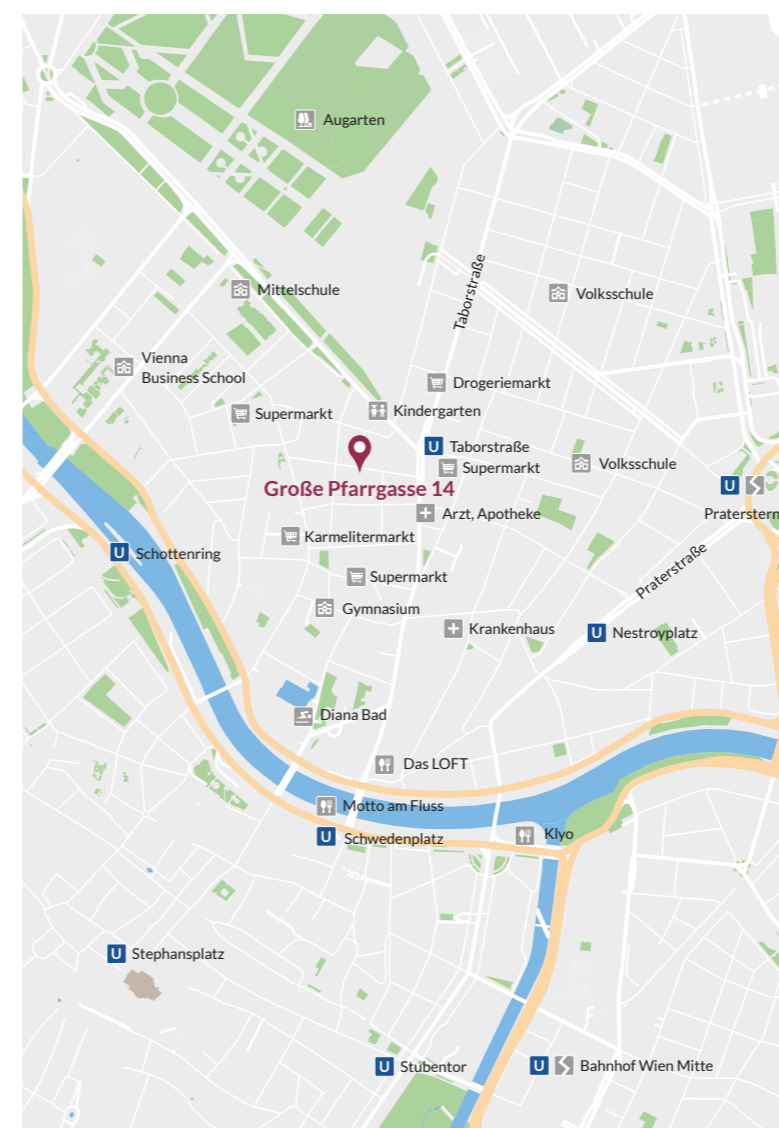 Augarten
Taborstraße
Mittelschule
Volksschule
Vienna
Business School
Drogeriemarkt
Supermarkt
Kindergarten
U Taborstraße
Supermarkt
Volksschule
Große Pfarrgasse 14
U
Praterstern
Arzt, Apotheke
Karmelitermarkt
U Schottenring
Praterstraße
Supermarkt
Gymnasium
Krankenhaus
U Nestroyplatz
Diana Bad
Das LOFT
Motto am Fluss
U Schwedenplatz
Klyo
U Stephansplatz
U Stubentor
U Bahnhof Wien Mitte